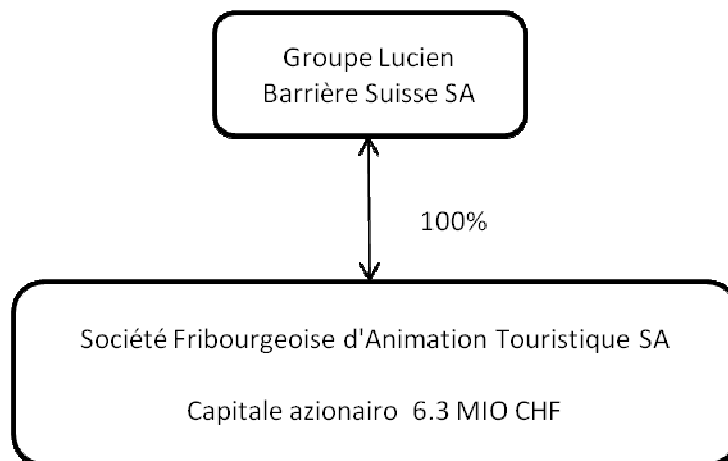 Groupe Lucien
Barrière Suisse SA
100%
Société Fribourgeoise d'Animation Touristique SA
Capitale azionairo 6.3 MIO CHF